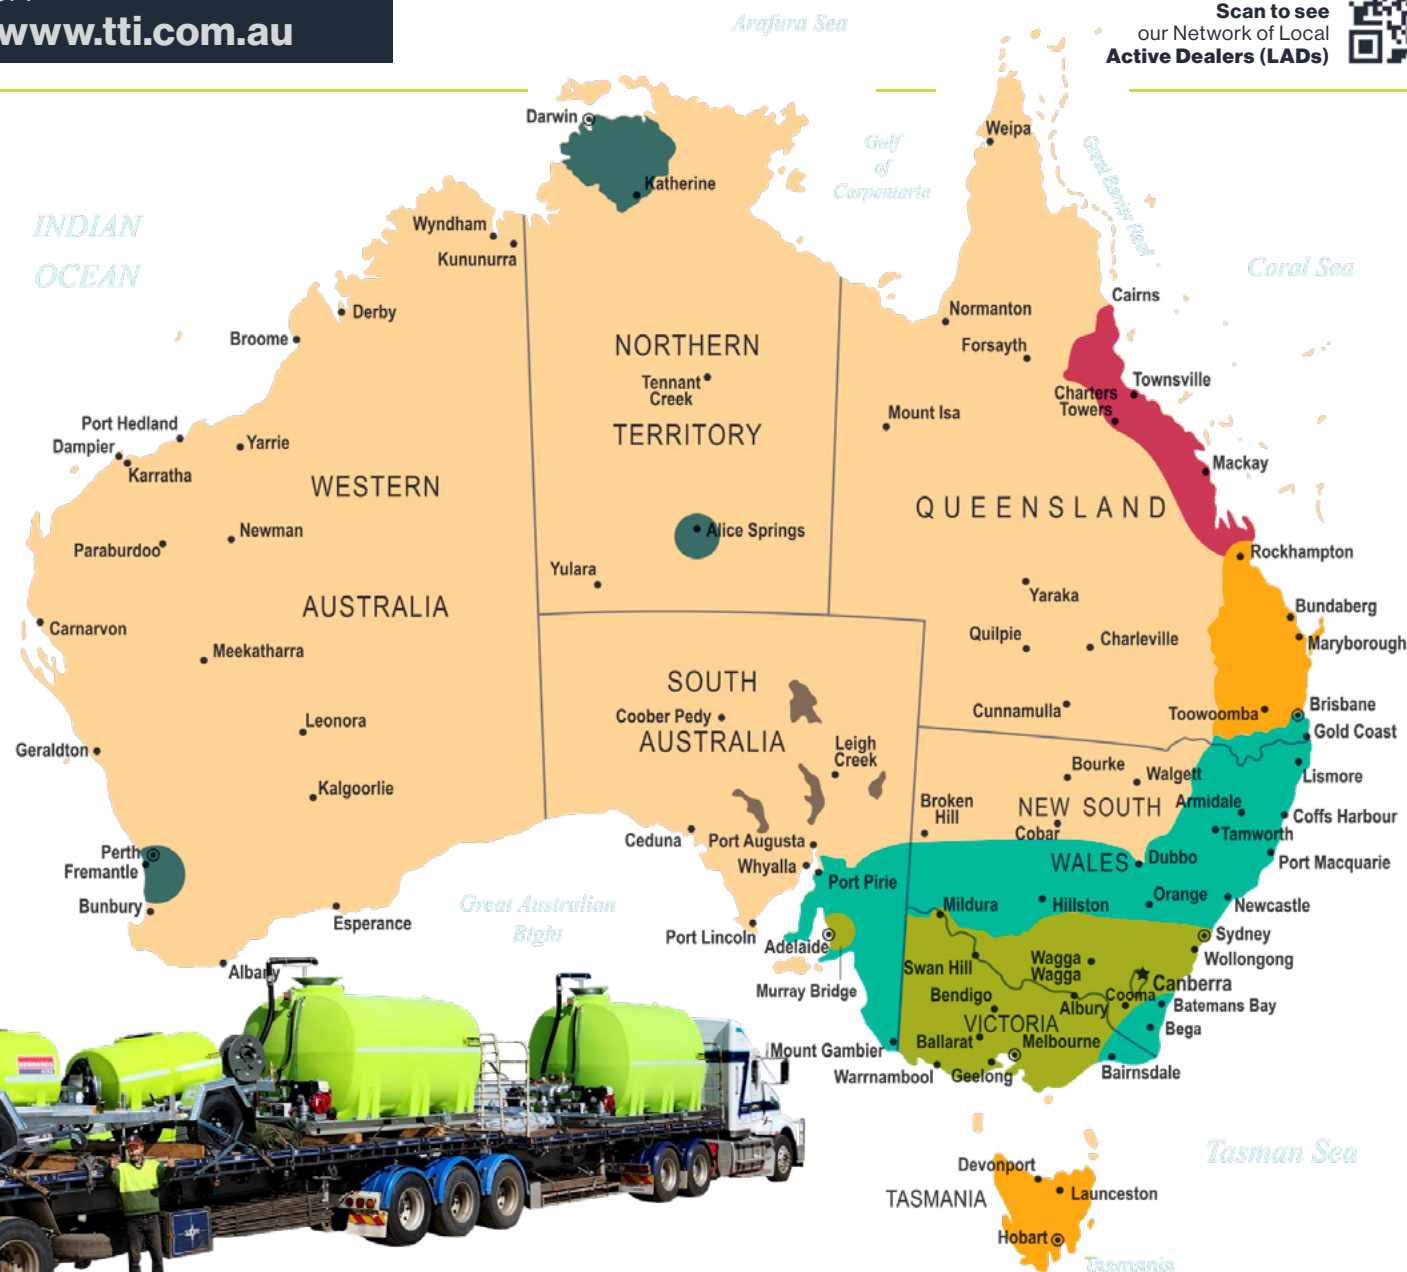 www.tti.com.au
Scan to see
our Network of Local
Active Dealers (LADs)
Arafura Sea
Darwin
Katherine
Weipa
Gulf
of
Carpentaria
Great Barrier Reef
INDIAN
OCEAN
Wyndham
Kununurra
Coral Sea
Cairns
Derby
Broome
Normanton
Forsayth
NORTHERN
Tennant
Creek
TERRITORY
Townsville
Charters
Towers
Mount Isa
Port Hedland
Dampier
Karratha
Yarrie
Mackay
WESTERN
QUEENSLAND
Newman
Paraburdoo
Alice Springs
Rockhampton
Yulara
Yaraka
AUSTRALIA
Bundaberg
Carnarvon
Quilpie
Charleville
Maryborough
Meekatharra
SOUTH
Coober Pedy
AUSTRALIA
Leonora
Cunnamulla
Toowoomba
Brisbane
Gold Coast
Geraldton
Leigh
Creek
Bourke
Walgett
Lismore
Kalgoorlie
Broken
Hill
NEW SOUTH
Armidale
Cobar
Coffs Harbour
Tamworth
Ceduna
Port Augusta
Perth
Fremantle
Whyalla
WALES
Dubbo
Port Macquarie
Port Pirie
Bunbury
Great Australian
Bight
Esperance
Mildura
Hillston
Orange
Newcastle
Port Lincoln
Adelaide
Sydney
Wollongong
Albany
Swan Hill
Wagga
Wagga
Canberra
Murray Bridge
Bendigo
Albury
Cooma
Batemans Bay
VICTORIA
Bega
Ballarat
Melbourne
Mount Gambier
Warrnambool
Geelong
Bairnsdale
Tasman Sea
Devonport
TASMANIA
Launceston
Hobart
Tasmania